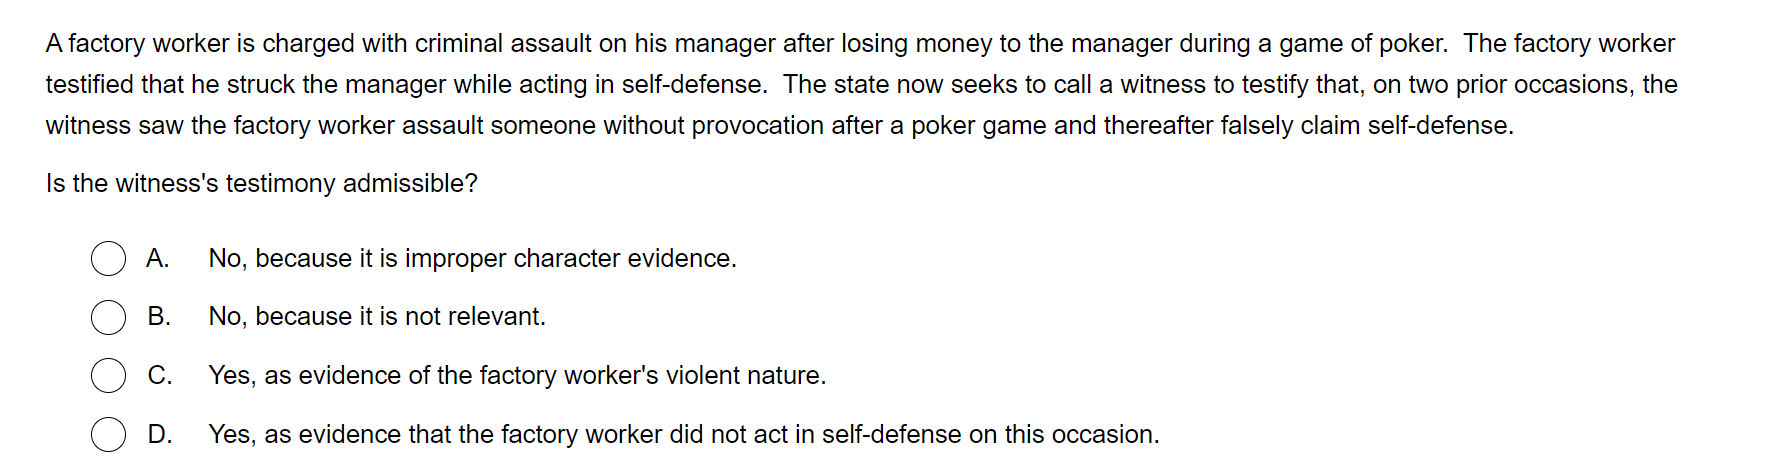 A factory worker is charged with criminal assault on his manager after losing money to the manager during a game of poker.  The factory worker
testified that he struck the manager while acting in self-defense.  The state now seeks to call a witness to testify that, on two prior occasions, the
witness saw the factory worker assault someone without provocation after a poker game and thereafter falsely claim self-defense.
Is the witness's testimony admissible?
A. No, because it is improper character evidence.
B. No, because it is not relevant.
C. Yes, as evidence of the factory worker's violent nature.
D. Yes, as evidence that the factory worker did not act in self-defense on this occasion.